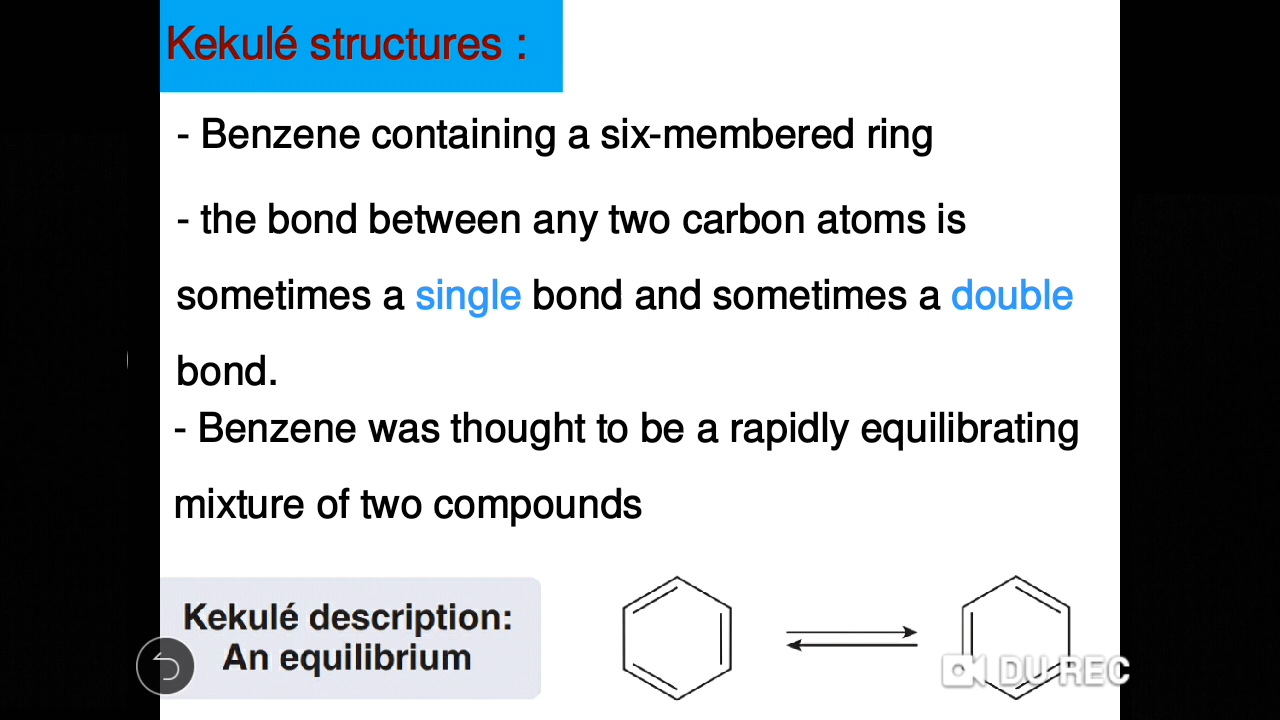 Kekulé structures :
- Benzene containing a six-membered ring
- the bond between any two carbon atoms is
sometimes a single bond and sometimes a double
bond.
- Benzene was thought to be a rapidly equilibrating
mixture of two compounds
Kekulé description:
An equilibrium
DU REC